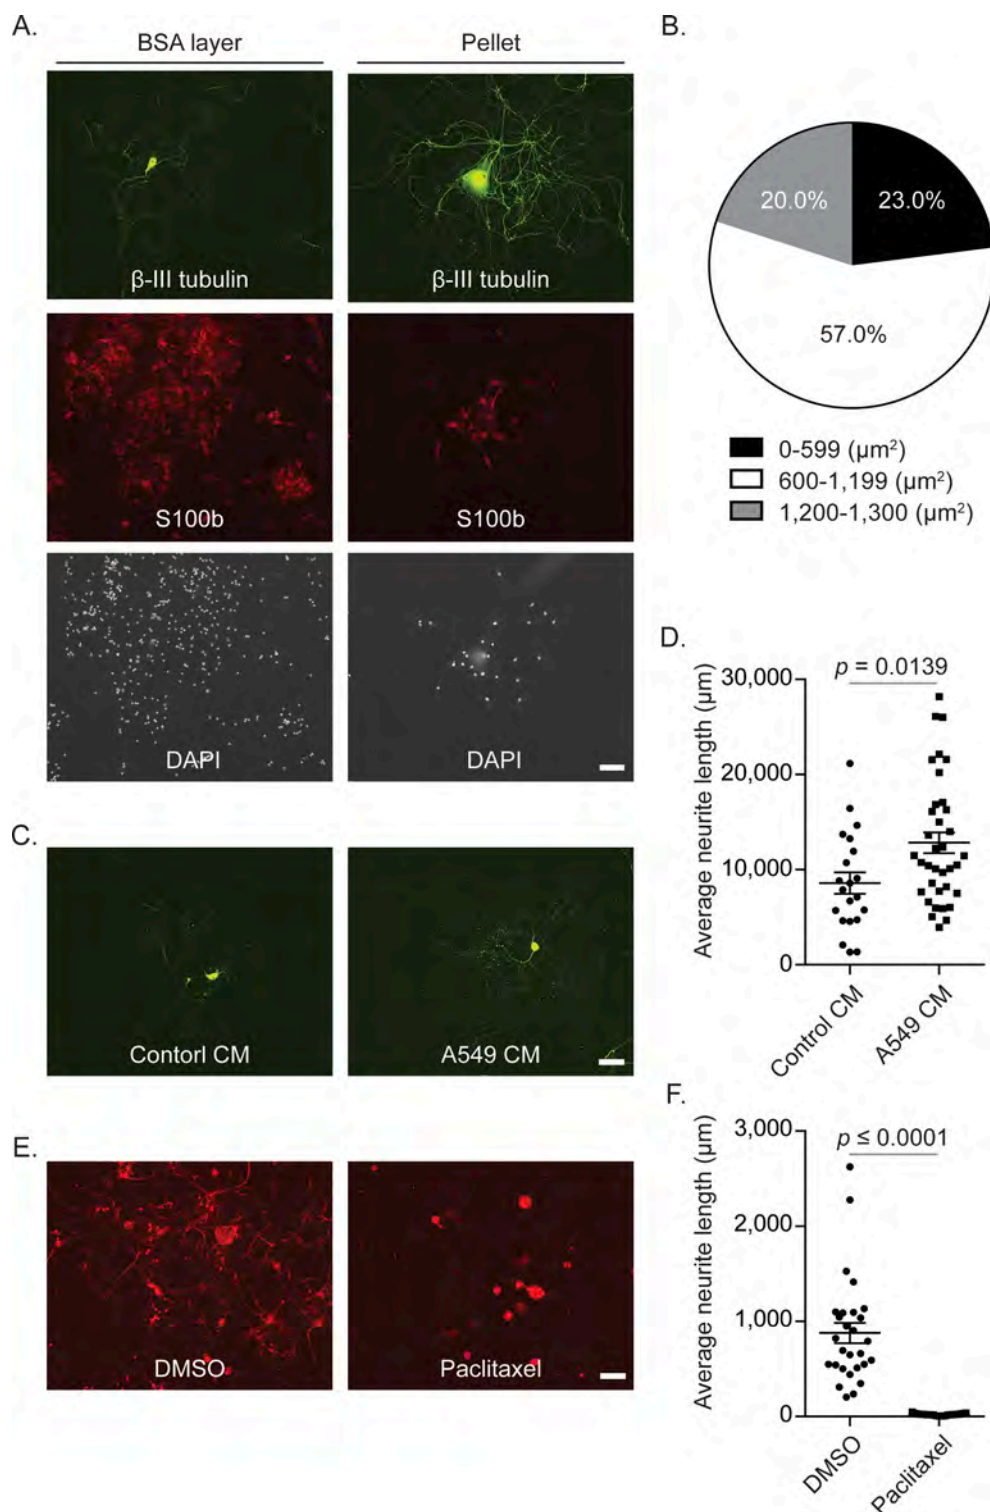 A.
BSA layer
Pellet
β-III tubulin
β-III tubulin
S100b
S100b
DAPI
DAPI
B.
20.0%
23.0%
57.0%
0-599 (μm²)
600-1,199 (μm²)
1,200-1,300 (μm²)
C.
Contorl CM
A549 CM
D.
p = 0.0139
Average neurite length (μm)
30,000
20,000
10,000
0
Control CM
A549 CM
E.
DMSO
Paclitaxel
F.
p ≤ 0.0001
Average neurite length (μm)
3,000
2,000
1,000
0
DMSO
Paclitaxel